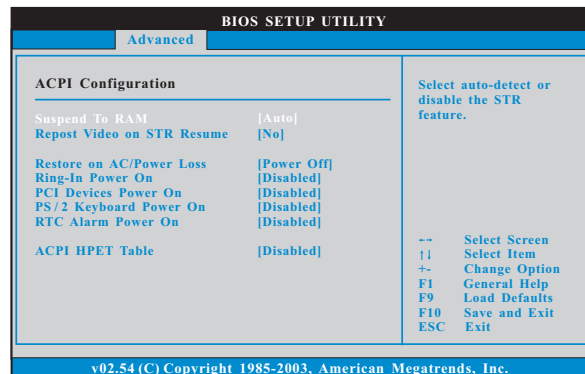 BIOS SETUP UTILITY
Advanced
ACPI Configuration
Suspend To RAM [Auto]
Repost Video on STR Resume [No]
Restore on AC/Power Loss [Power Off]
Ring-In Power On [Disabled]
PCI Devices Power On [Disabled]
PS/2 Keyboard Power On [Disabled]
RTC Alarm Power On [Disabled]
ACPI HPET Table [Disabled]
Select auto-detect or
disable the STR
feature.
←→ Select Screen
↑↓ Select Item
+- Change Option
F1 General Help
F9 Load Defaults
F10 Save and Exit
ESC Exit
v02.54 (C) Copyright 1985-2003, American Megatrends, Inc.